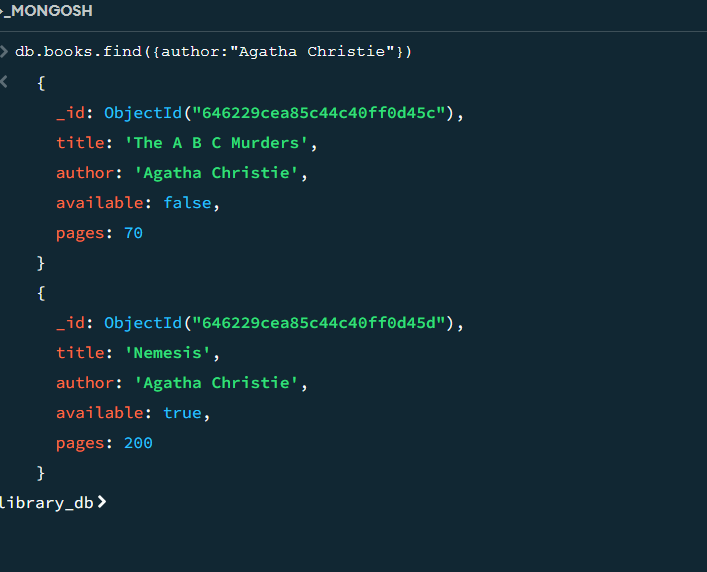 >_MONGOSH
> db.books.find({author:"Agatha Christie"})
< {
_id: ObjectId("646229cea85c44c40ff0d45c"),
title: 'The A B C Murders',
author: 'Agatha Christie',
available: false,
pages: 70
}
{
_id: ObjectId("646229cea85c44c40ff0d45d"),
title: 'Nemesis',
author: 'Agatha Christie',
available: true,
pages: 200
}
library_db>